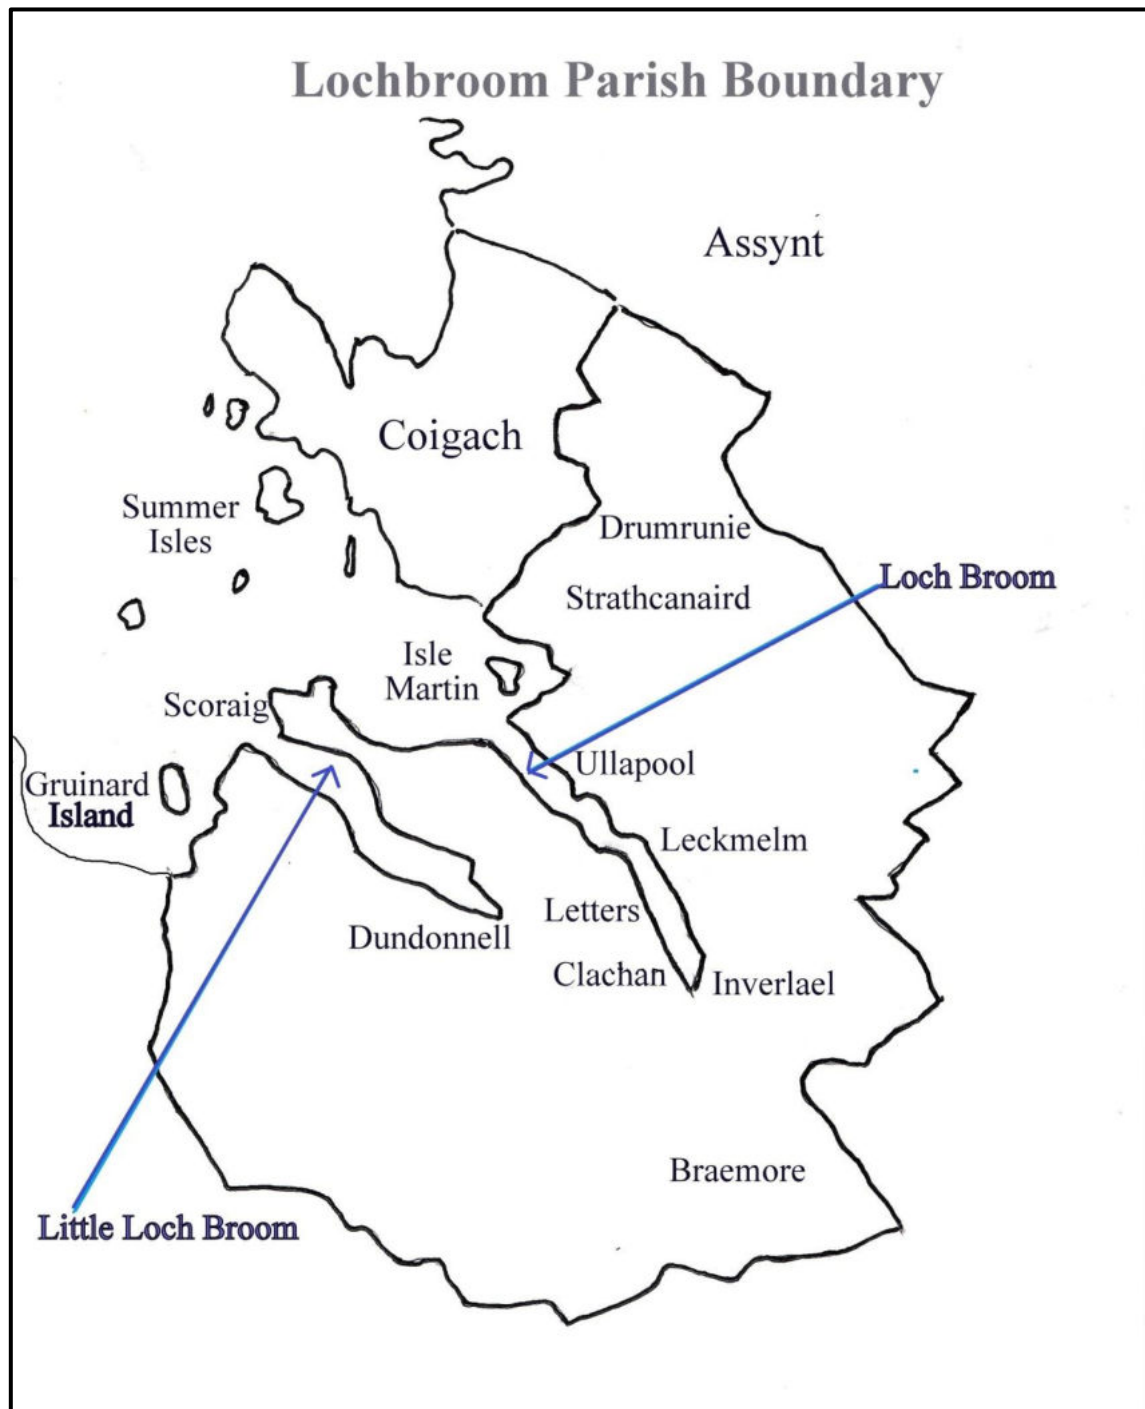 Lochbroom Parish Boundary
Assynt
Coigach
Summer
Isles
Drumrunie
Loch Broom
Strathcanaird
Isle
Martin
Scoraig
Ullapool
Gruinard
Island
Leckmelm
Letters
Dundonnell
Clachan
Inverlael
Braemore
Little Loch Broom